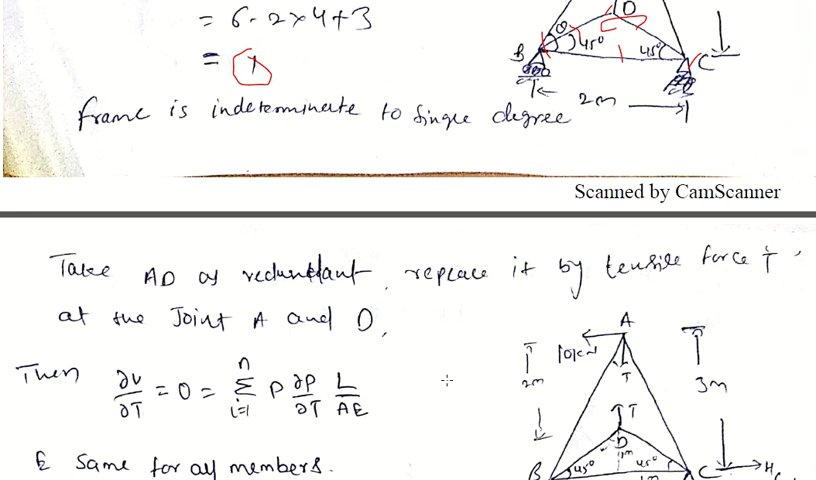 = 6 - 2×4+3
= 1
D
θ
45°
45°
B
C
2m
frame is indeterminate to single degree
Scanned by CamScanner
Take AD as redundant, replace it by tensile force T
at the Joint A and D,
Then ∂U/∂T = 0 = Σ i=1 n P ∂P/∂T L/AE
E same for all members.
A
10kN
T
2m
3m
T
D
1m
45°
45°
B
C
H
1m